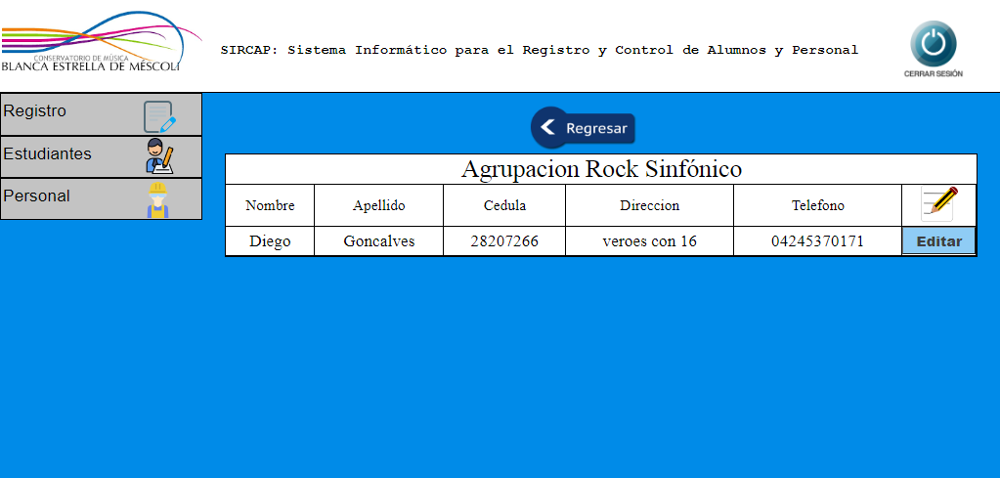 CONSERVATORIO DE MÚSICA
BLANCA ESTRELLA DE MÉSCOLI
SIRCAP: Sistema Informático para el Registro y Control de Alumnos y Personal
CERRAR SESIÓN
Registro
Estudiantes
Personal
Regresar
Agrupacion Rock Sinfónico
Nombre Apellido Cedula Direccion Telefono
Diego Goncalves 28207266 veroes con 16 04245370171 Editar